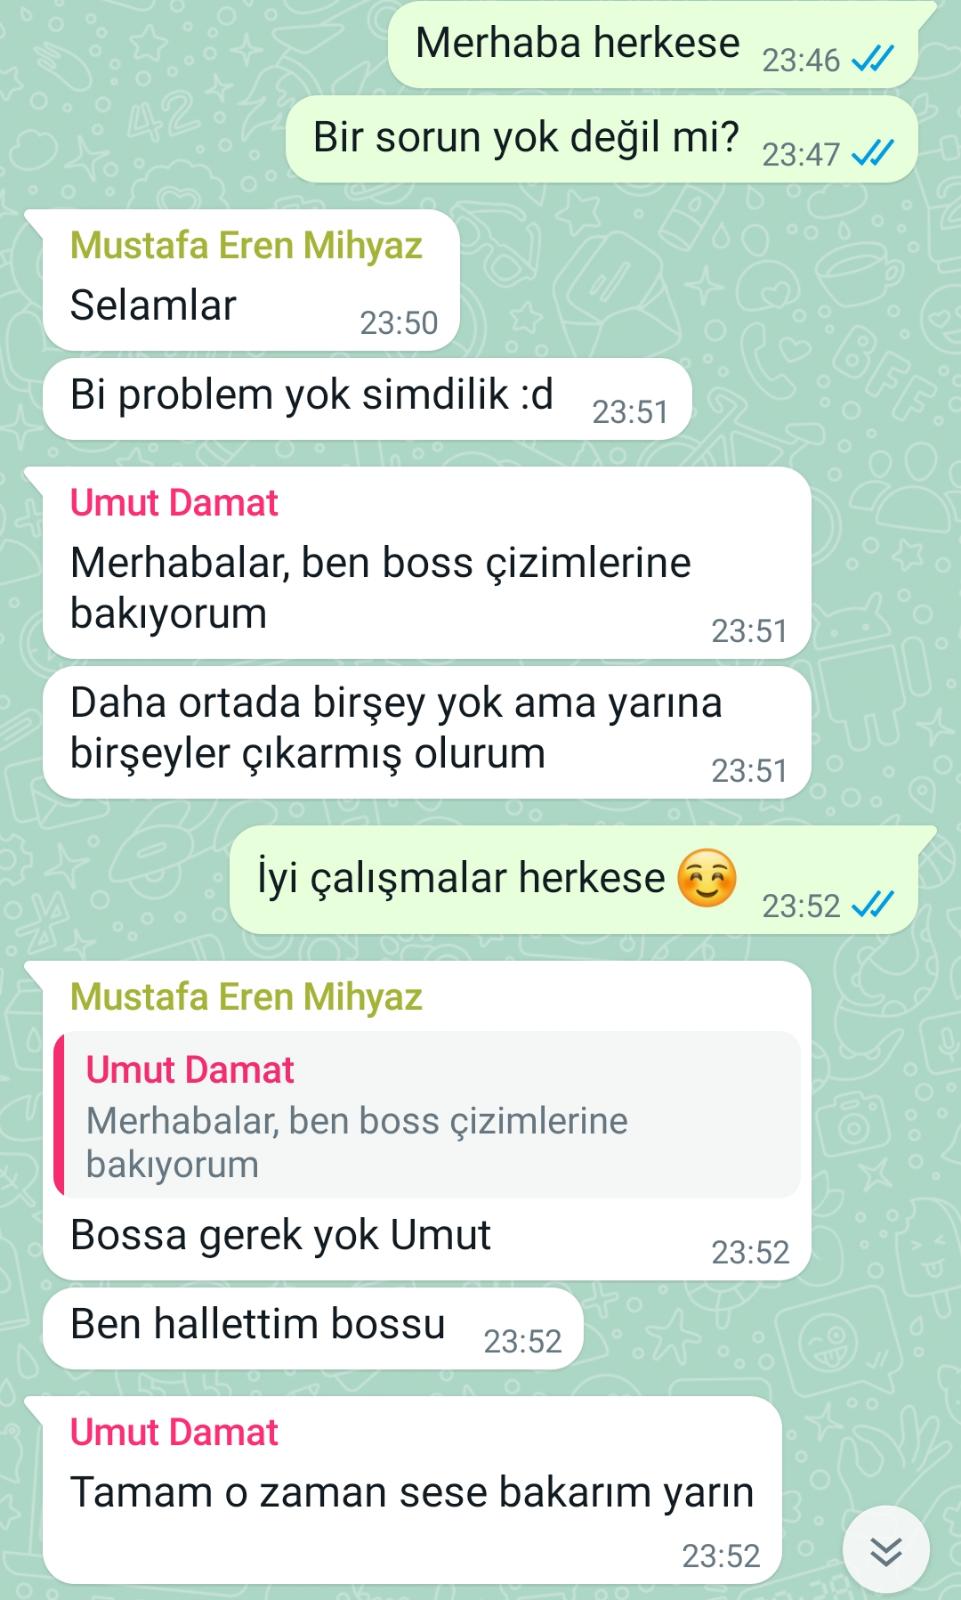 Merhaba herkese 23:46
Bir sorun yok değil mi? 23:47
Mustafa Eren Mihyaz
Selamlar 23:50
Bi problem yok simdilik :d 23:51
Umut Damat
Merhabalar, ben boss çizimlerine
bakıyorum 23:51
Daha ortada birşey yok ama yarına
birşeyler çıkarmış olurum 23:51
İyi çalışmalar herkese 😊 23:52
Mustafa Eren Mihyaz
Umut Damat
Merhabalar, ben boss çizimlerine
bakıyorum
Bossa gerek yok Umut 23:52
Ben hallettim bossu 23:52
Umut Damat
Tamam o zaman sese bakarım yarın
23:52